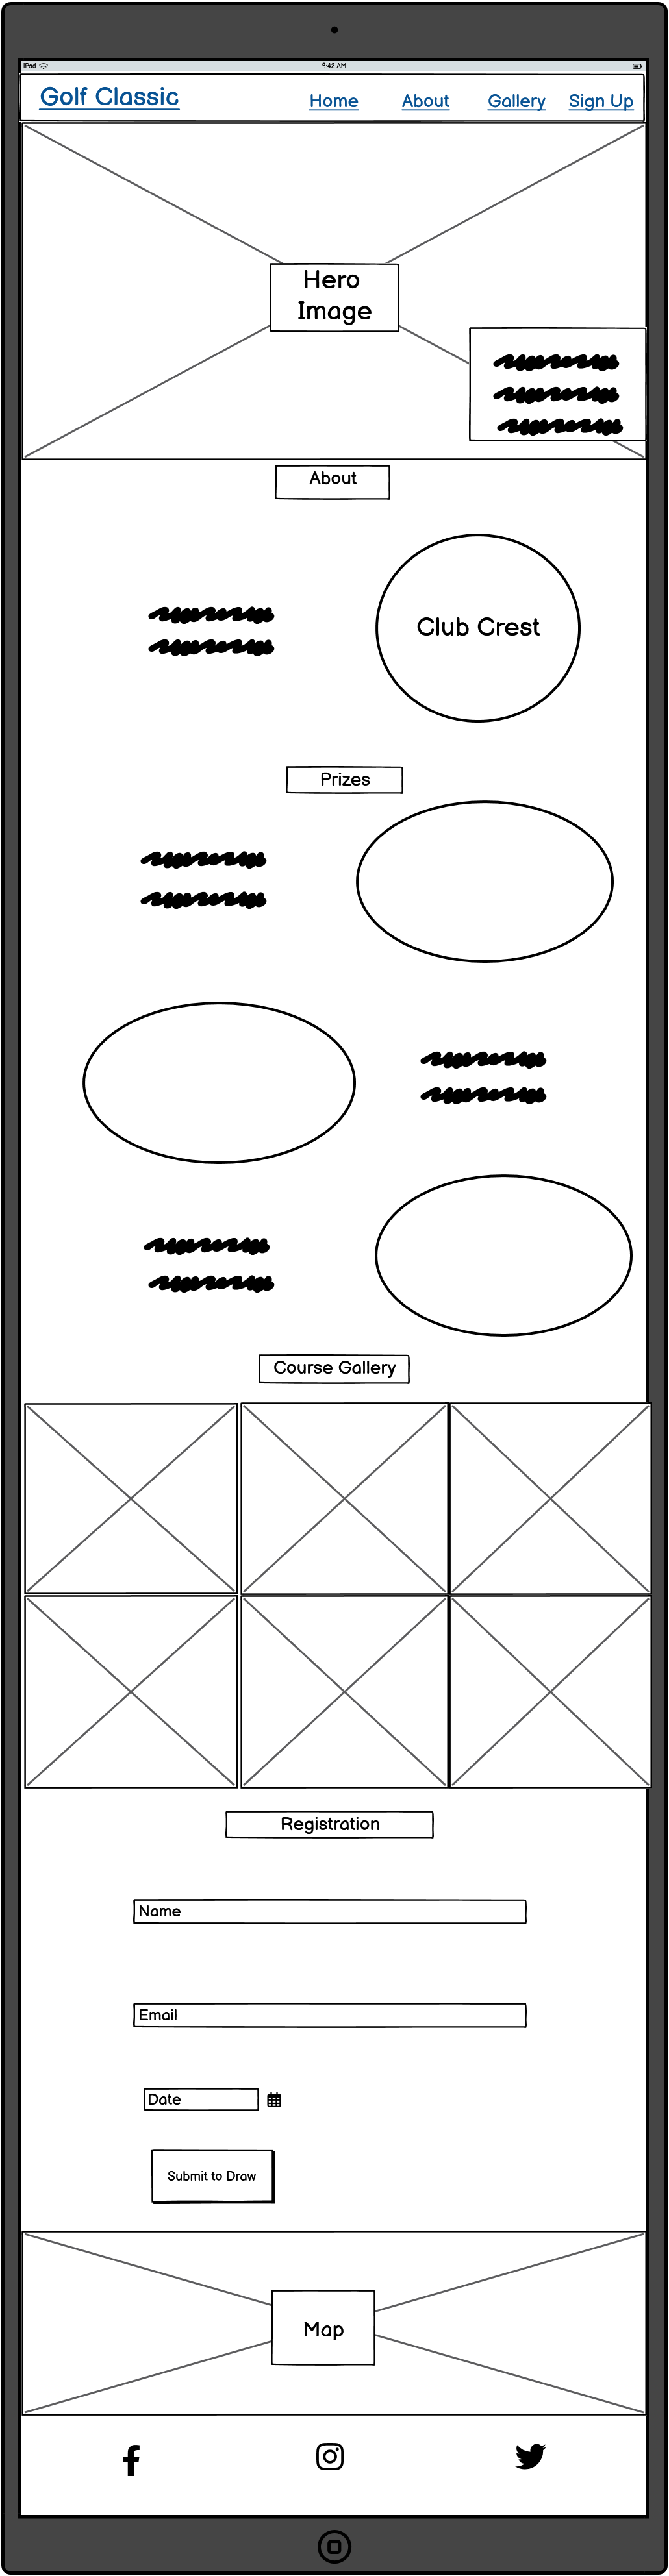 iPad
9:42 AM
Golf Classic
Home About Gallery Sign Up
Hero
Image
About
Club Crest
Prizes
Course Gallery
Registration
Name
Email
Date
Submit to Draw
Map